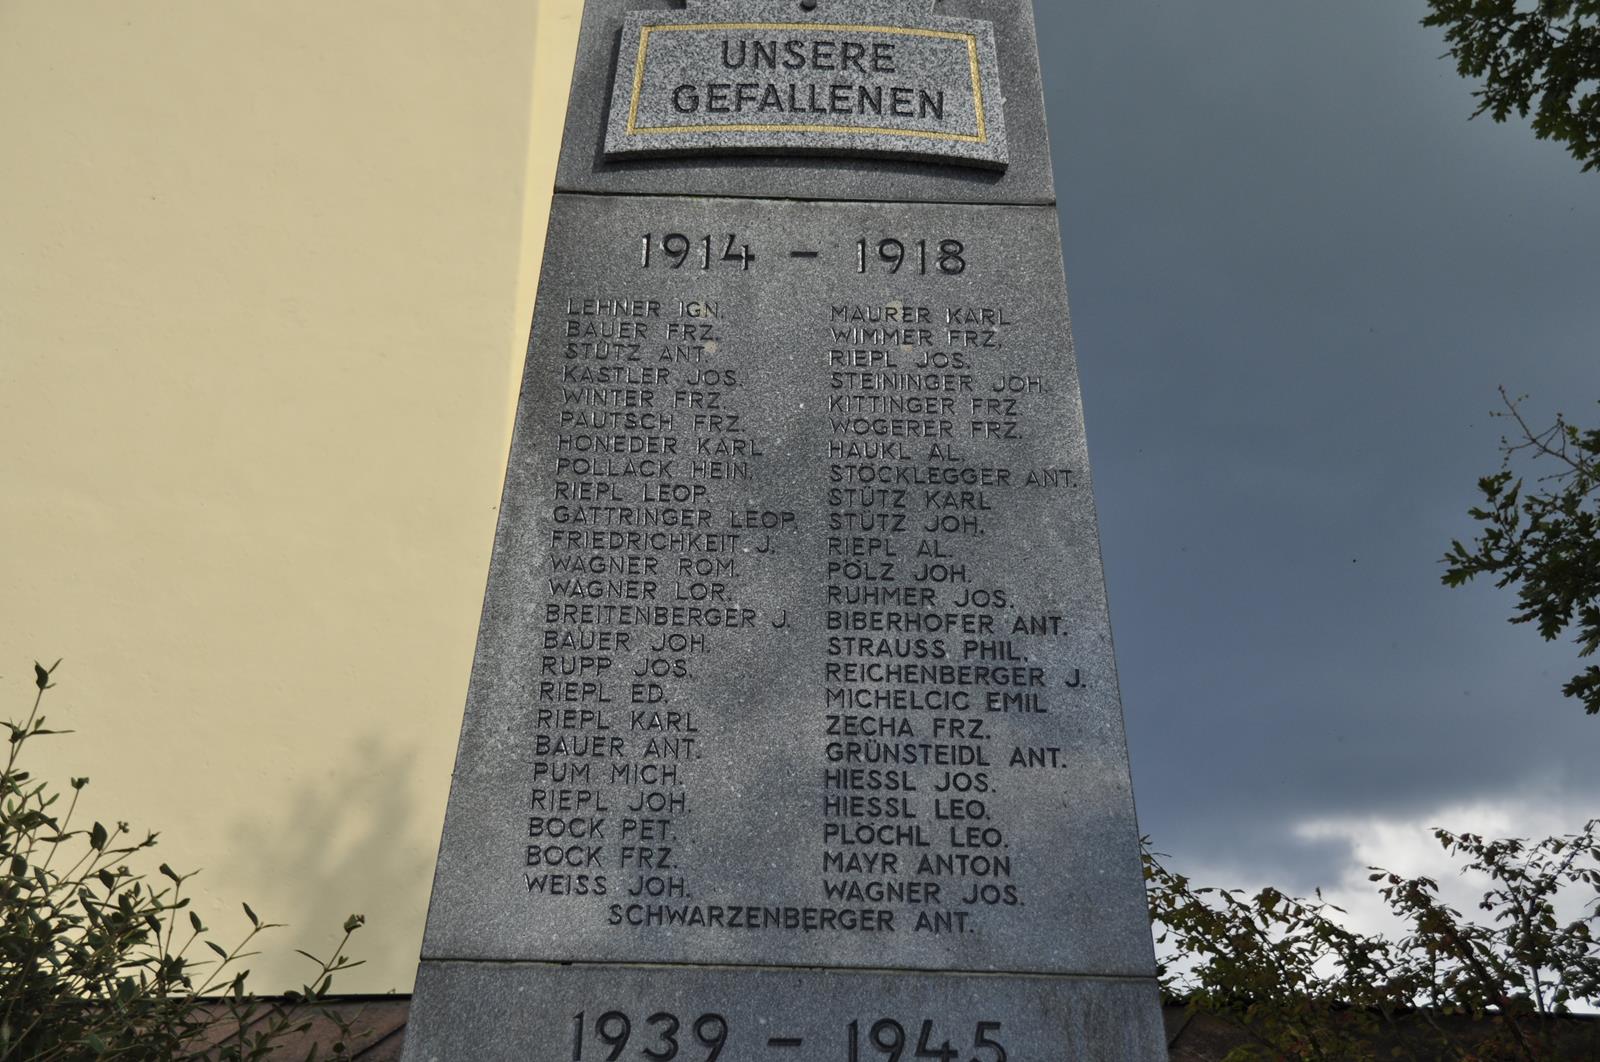 UNSERE
GEFALLENEN
1914 – 1918
LEHNER IGN.
BAUER FRZ.
STÜTZ ANT.
KASTLER JOS.
WINTER FRZ.
PAUTSCH FRZ.
HONEDER KARL
POLLACK HEIN.
RIEPL LEOP.
GATTRINGER LEOP.
FRIEDRICHKEIT J.
WAGNER ROM.
WAGNER LOR.
BREITENBERGER J.
BAUER JOH.
RUPP JOS.
RIEPL ED.
RIEPL KARL
BAUER ANT.
PUM MICH.
RIEPL JOH.
BOCK PET.
BOCK FRZ.
WEISS JOH.
MAURER KARL
WIMMER FRZ.
RIEPL JOS.
STEININGER JOH.
KITTINGER FRZ
WOGERER FRZ.
HAUKL AL.
STÖCKLEGGER ANT.
STÜTZ KARL
STÜTZ JOH.
RIEPL AL.
PÖLZ JOH.
RUHMER JOS.
BIBERHOFER ANT.
STRAUSS PHIL.
REICHENBERGER J.
MICHELCIC EMIL
ZECHA FRZ.
GRÜNSTEIDL ANT.
HIESSL JOS.
HIESSL LEO.
PLÖCHL LEO.
MAYR ANTON
WAGNER JOS.
SCHWARZENBERGER ANT.
1939 – 1945